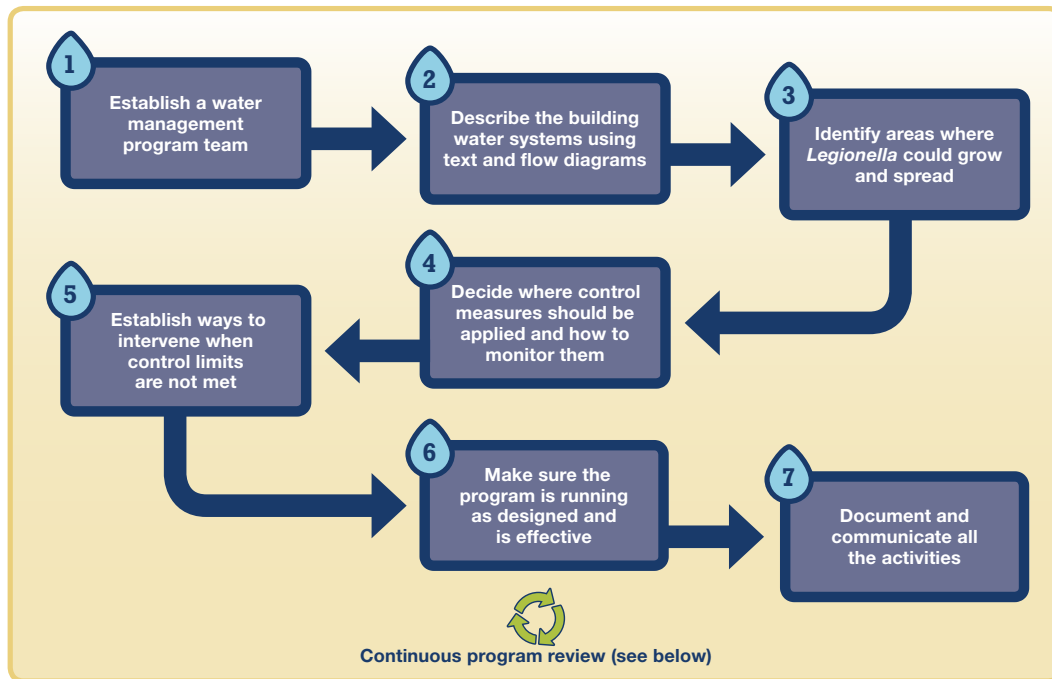 1
Establish a water
management
program team
2
Describe the building
water systems using
text and flow diagrams
3
Identify areas where
Legionella could grow
and spread
4
Decide where control
measures should be
applied and how to
monitor them
5
Establish ways to
intervene when
control limits
are not met
6
Make sure the
program is running
as designed and
is effective
7
Document and
communicate all
the activities
Continuous program review (see below)